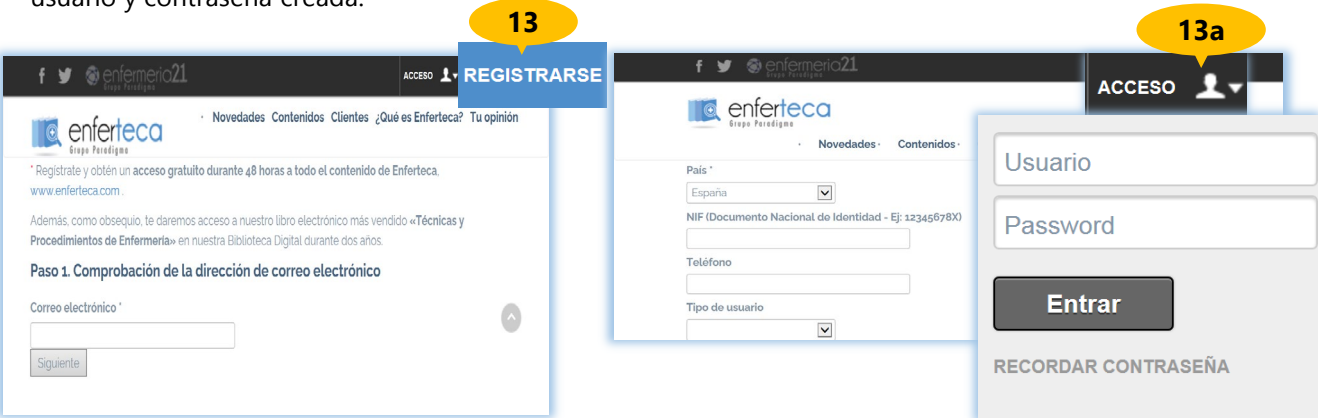 usuario y contraseña creada.
13
enfermeria21
Grupo Paradigma
ACCESO
REGISTRARSE
enferteca
Grupo Paradigma
· Novedades Contenidos Clientes ¿Qué es Enferteca? Tu opinión
* Regístrate y obtén un acceso gratuito durante 48 horas a todo el contenido de Enferteca,
www.enferteca.com .
Además, como obsequio, te daremos acceso a nuestro libro electrónico más vendido «Técnicas y
Procedimientos de Enfermería» en nuestra Biblioteca Digital durante dos años.
Paso 1. Comprobación de la dirección de correo electrónico
Correo electrónico *
Siguiente
13a
enfermeria21
Grupo Paradigma
ACCESO
enferteca
Grupo Paradigma
· Novedades · Contenidos ·
País *
España
NIF (Documento Nacional de Identidad - Ej: 12345678X)
Teléfono
Tipo de usuario
Usuario
Password
Entrar
RECORDAR CONTRASEÑA